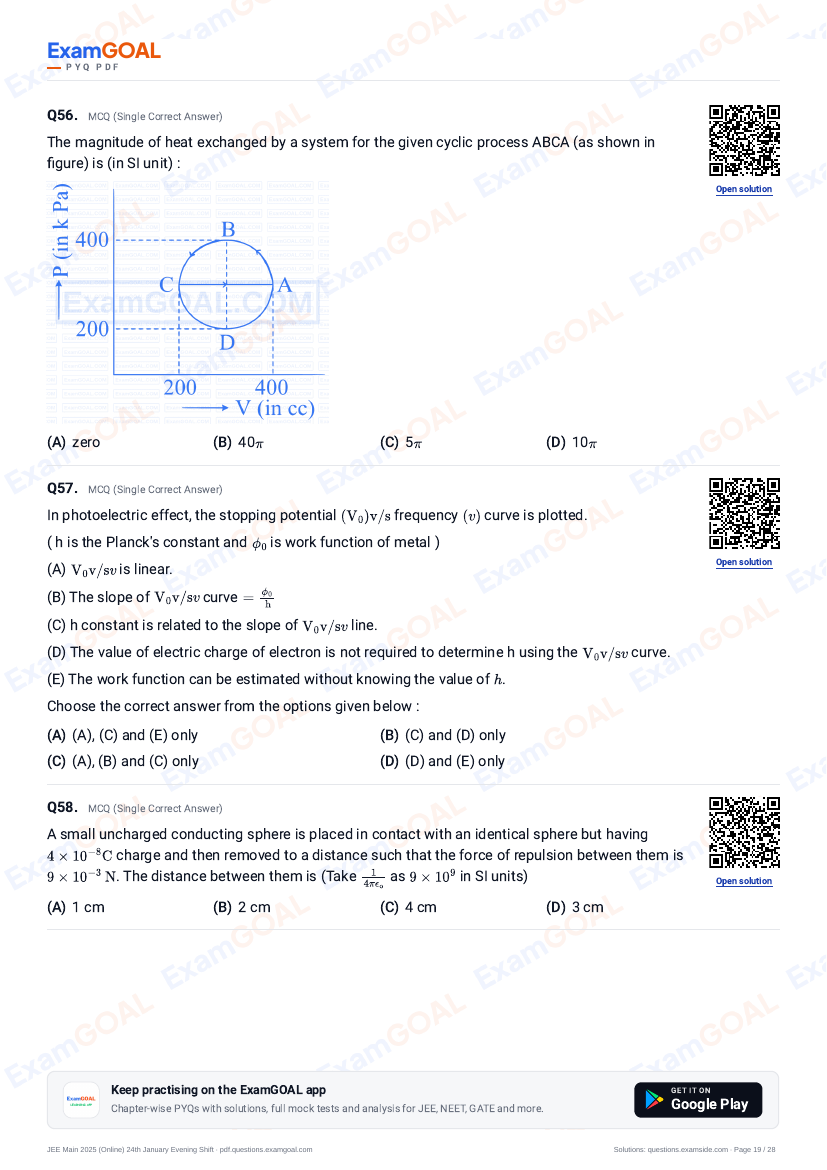 ExamGOAL
PYQ PDF
Q56. MCQ (Single Correct Answer)
The magnitude of heat exchanged by a system for the given cyclic process ABCA (as shown in
figure) is (in SI unit) :
Open solution
P (in k Pa)
400
200
B
C
A
D
200
400
V (in cc)
ExamGOAL.COM
(A) zero
(B) 40π
(C) 5π
(D) 10π
Q57. MCQ (Single Correct Answer)
In photoelectric effect, the stopping potential (V₀)v/s frequency (v) curve is plotted.
( h is the Planck's constant and ϕ₀ is work function of metal )
Open solution
(A) V₀v/sv is linear.
(B) The slope of V₀v/sv curve = ϕ₀/h
(C) h constant is related to the slope of V₀v/sv line.
(D) The value of electric charge of electron is not required to determine h using the V₀v/sv curve.
(E) The work function can be estimated without knowing the value of h.
Choose the correct answer from the options given below :
(A) (A), (C) and (E) only
(B) (C) and (D) only
(C) (A), (B) and (C) only
(D) (D) and (E) only
Q58. MCQ (Single Correct Answer)
A small uncharged conducting sphere is placed in contact with an identical sphere but having
4 × 10⁻⁸C charge and then removed to a distance such that the force of repulsion between them is
9 × 10⁻³ N. The distance between them is (Take 1/4πϵₒ as 9 × 10⁹ in SI units)
Open solution
(A) 1 cm
(B) 2 cm
(C) 4 cm
(D) 3 cm
ExamGOAL
Keep practising on the ExamGOAL app
Chapter-wise PYQs with solutions, full mock tests and analysis for JEE, NEET, GATE and more.
GET IT ON
Google Play
JEE Main 2025 (Online) 24th January Evening Shift · pdf.questions.examgoal.com
Solutions: questions.examside.com · Page 19 / 28